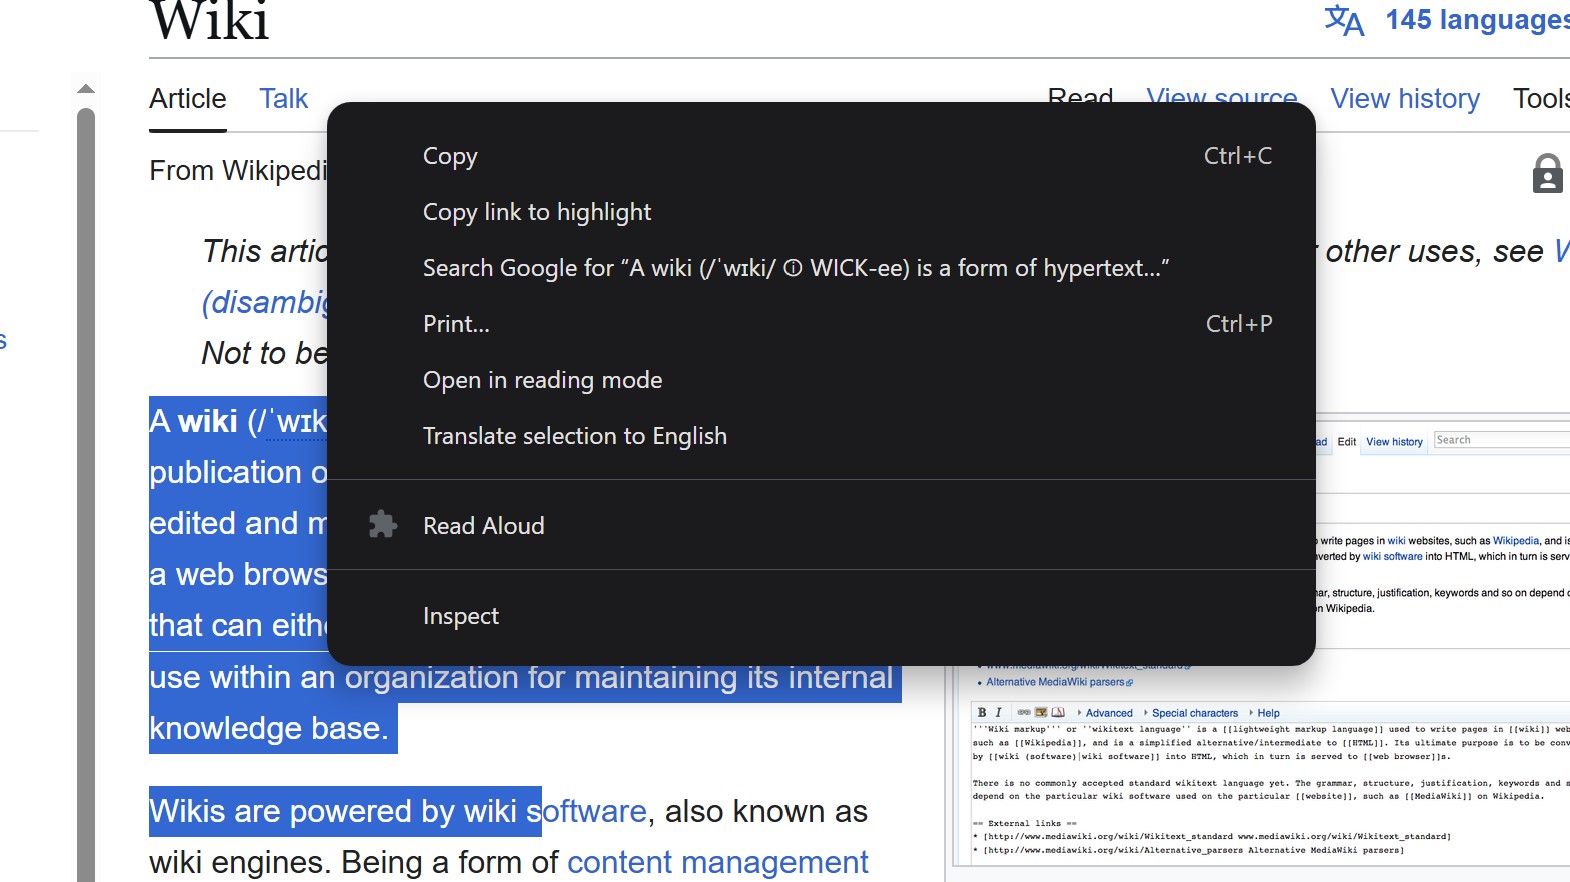 Wiki
145 languages
Article Talk Read View source View history Tools
From Wikipedi
This artic other uses, see
(disambig
Not to be
Copy Ctrl+C
Copy link to highlight
Search Google for “A wiki (/ˈwɪki/ ⓘ WICK-ee) is a form of hypertext...”
Print... Ctrl+P
Open in reading mode
Translate selection to English
Read Aloud
Inspect
A wiki (/ˈwɪk
publication o
edited and m
a web brows
that can eithe
use within an organization for maintaining its internal
knowledge base.
Wikis are powered by wiki software, also known as
wiki engines. Being a form of content management
ad Edit View history Search
write pages in wiki websites, such as Wikipedia, and is
verted by wiki software into HTML, which in turn is serv
ar, structure, justification, keywords and so on depend o
on Wikipedia.
• www.mediawiki.org/wiki/Wikitext_standard
• Alternative MediaWiki parsers
B I Advanced Special characters Help
'''Wiki markup''' or ''wikitext language'' is a [[lightweight markup language]] used to write pages in [[wiki]] web
such as [[Wikipedia]], and is a simplified alternative/intermediate to [[HTML]]. Its ultimate purpose is to be conv
by [[wiki (software)|wiki software]] into HTML, which in turn is served to [[web browser]]s.
There is no commonly accepted standard wikitext language yet. The grammar, structure, justification, keywords and s
depend on the particular wiki software used on the particular [[website]], such as [[MediaWiki]] on Wikipedia.
== External links ==
* [http://www.mediawiki.org/wiki/Wikitext_standard www.mediawiki.org/wiki/Wikitext_standard]
* [http://www.mediawiki.org/wiki/Alternative_parsers Alternative MediaWiki parsers]